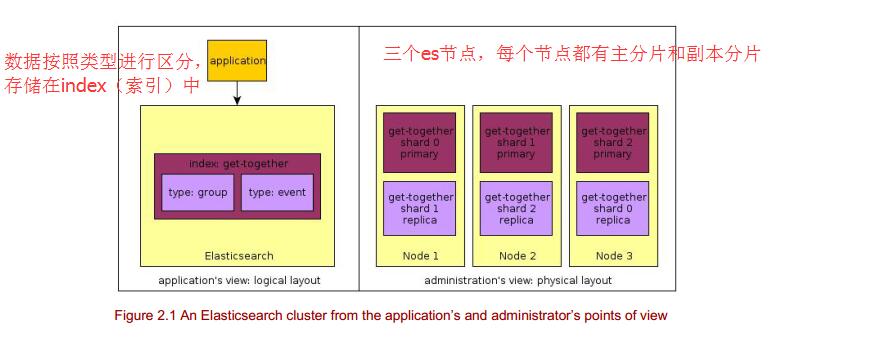 数据按照类型进行区分，
存储在index（索引）中
application
index: get-together
type: group
type: event
Elasticsearch
application's view: logical layout
三个es节点，每个节点都有主分片和副本分片
get-together
shard 0
primary
get-together
shard 1
replica
Node 1
get-together
shard 1
primary
get-together
shard 2
replica
Node 2
get-together
shard 2
primary
get-together
shard 0
replica
Node 3
administration's view: physical layout
Figure 2.1 An Elasticsearch cluster from the application’s and administrator’s points of view